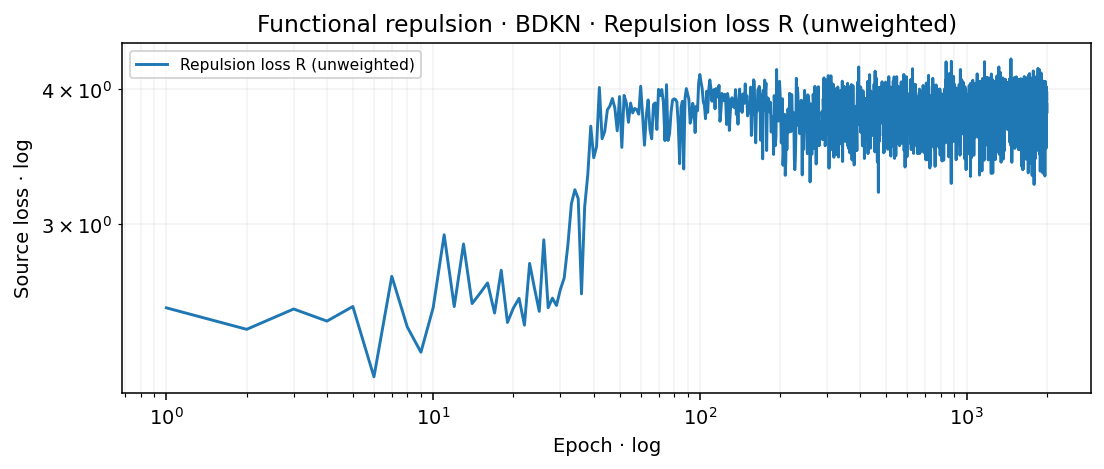 Functional repulsion · BDKN · Repulsion loss R (unweighted)
Repulsion loss R (unweighted)
Source loss · log
4 × 10⁰
3 × 10⁰
10⁰ 10¹ 10² 10³
Epoch · log